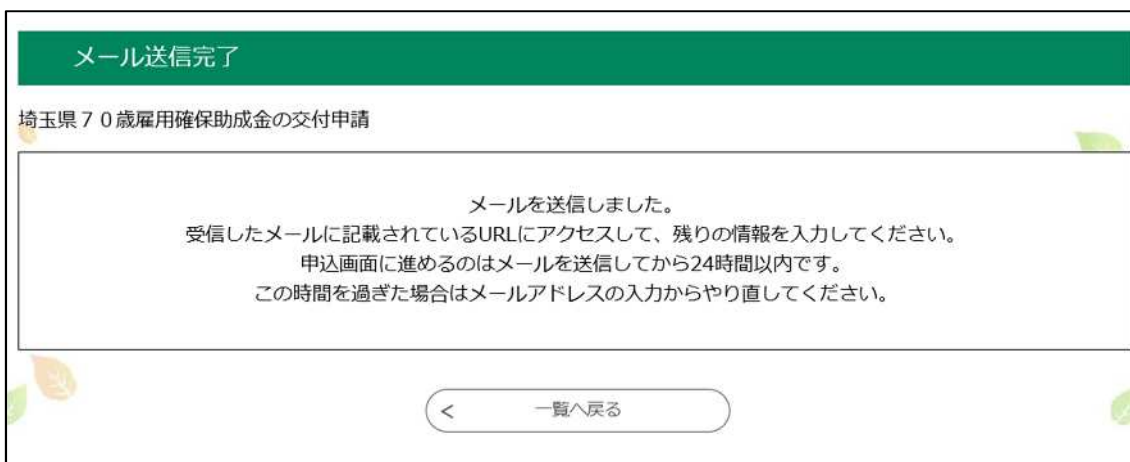 メール送信完了
埼玉県７０歳雇用確保助成金の交付申請
メールを送信しました。
受信したメールに記載されているURLにアクセスして、残りの情報を入力してください。
申込画面に進めるのはメールを送信してから24時間以内です。
この時間を過ぎた場合はメールアドレスの入力からやり直してください。
< 一覧へ戻る